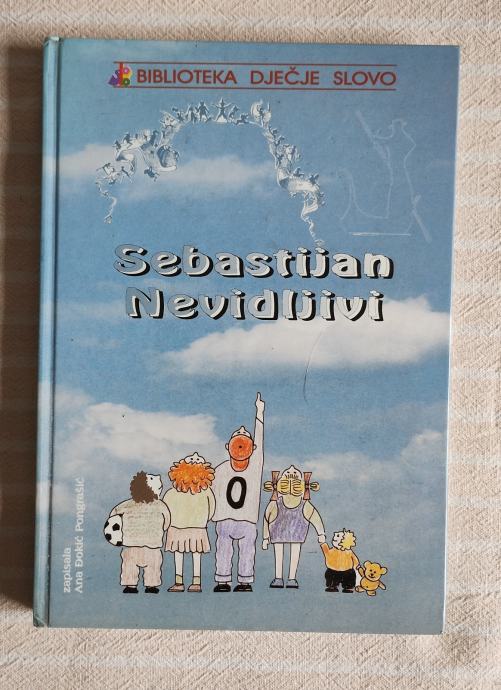 BIBLIOTEKA DJEČJE SLOVO
Sebastijan
Nevidljivi
0
zapisala
Ana Đokić Pongrašić